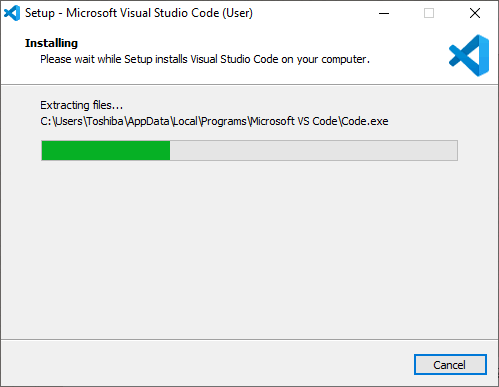 Setup - Microsoft Visual Studio Code (User)
Installing
Please wait while Setup installs Visual Studio Code on your computer.
Extracting files...
C:\Users\Toshiba\AppData\Local\Programs\Microsoft VS Code\Code.exe
Cancel